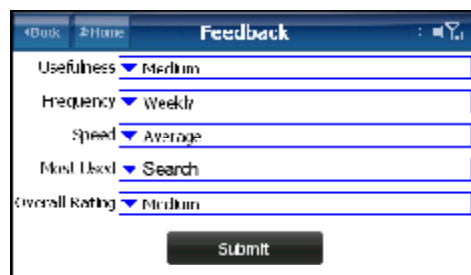 Back Home Feedback
Usefulness Medium
Frequency Weekly
Speed Average
Most Used Search
Overall Rating Medium
Submit